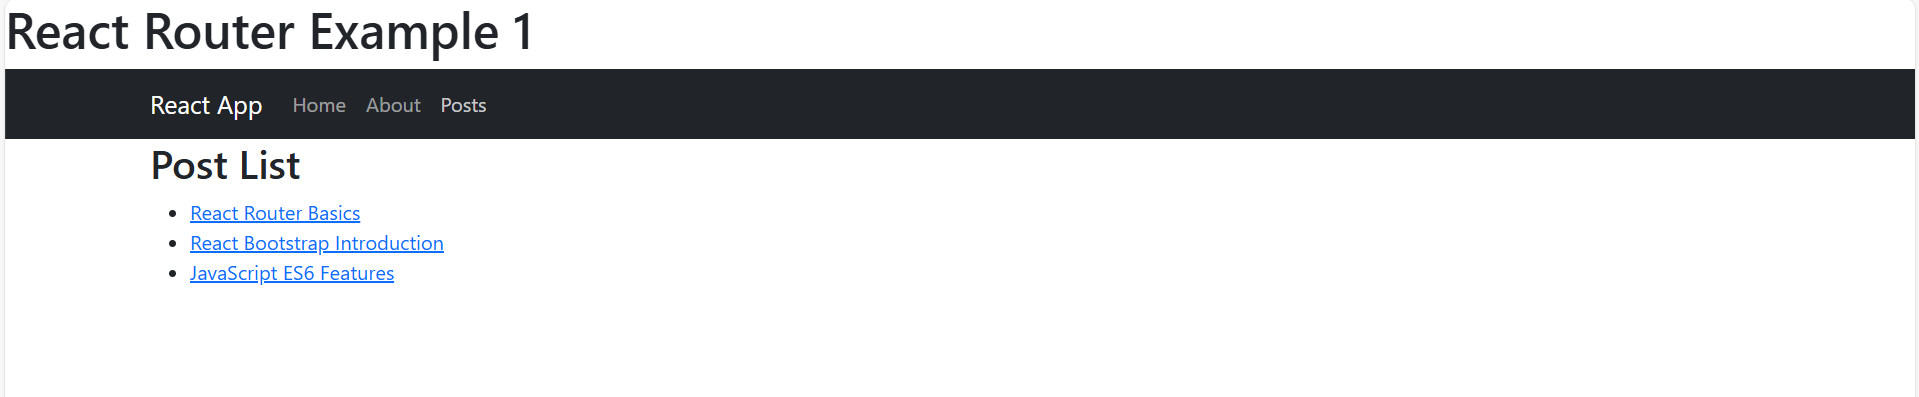 React Router Example 1
React App Home About Posts
Post List
React Router Basics
React Bootstrap Introduction
JavaScript ES6 Features